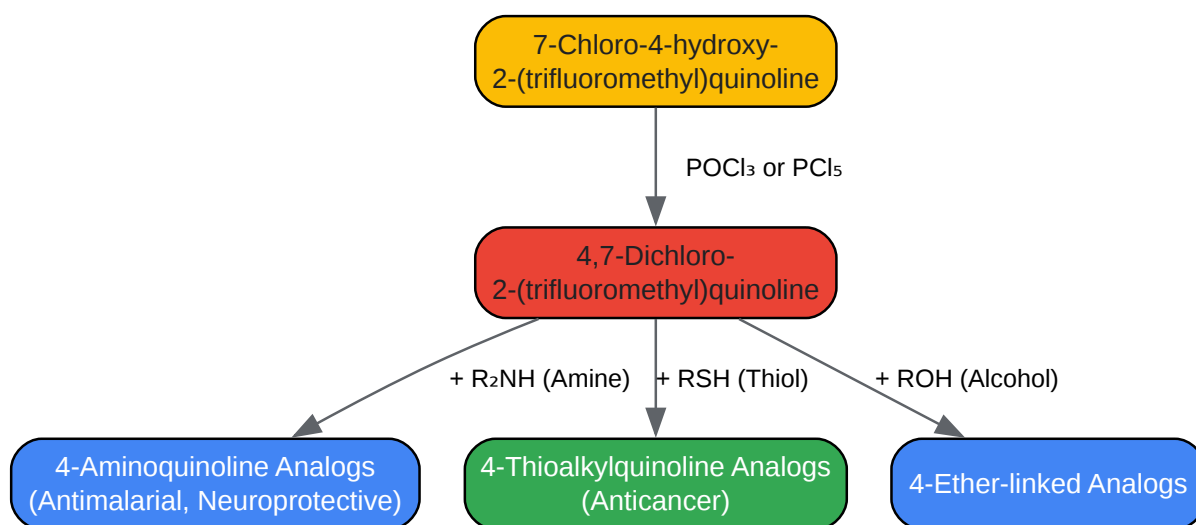 7-Chloro-4-hydroxy-
2-(trifluoromethyl)quinoline
POCl₃ or PCl₅
4,7-Dichloro-
2-(trifluoromethyl)quinoline
+ R₂NH (Amine)
+ RSH (Thiol)
+ ROH (Alcohol)
4-Aminoquinoline Analogs
(Antimalarial, Neuroprotective)
4-Thioalkylquinoline Analogs
(Anticancer)
4-Ether-linked Analogs